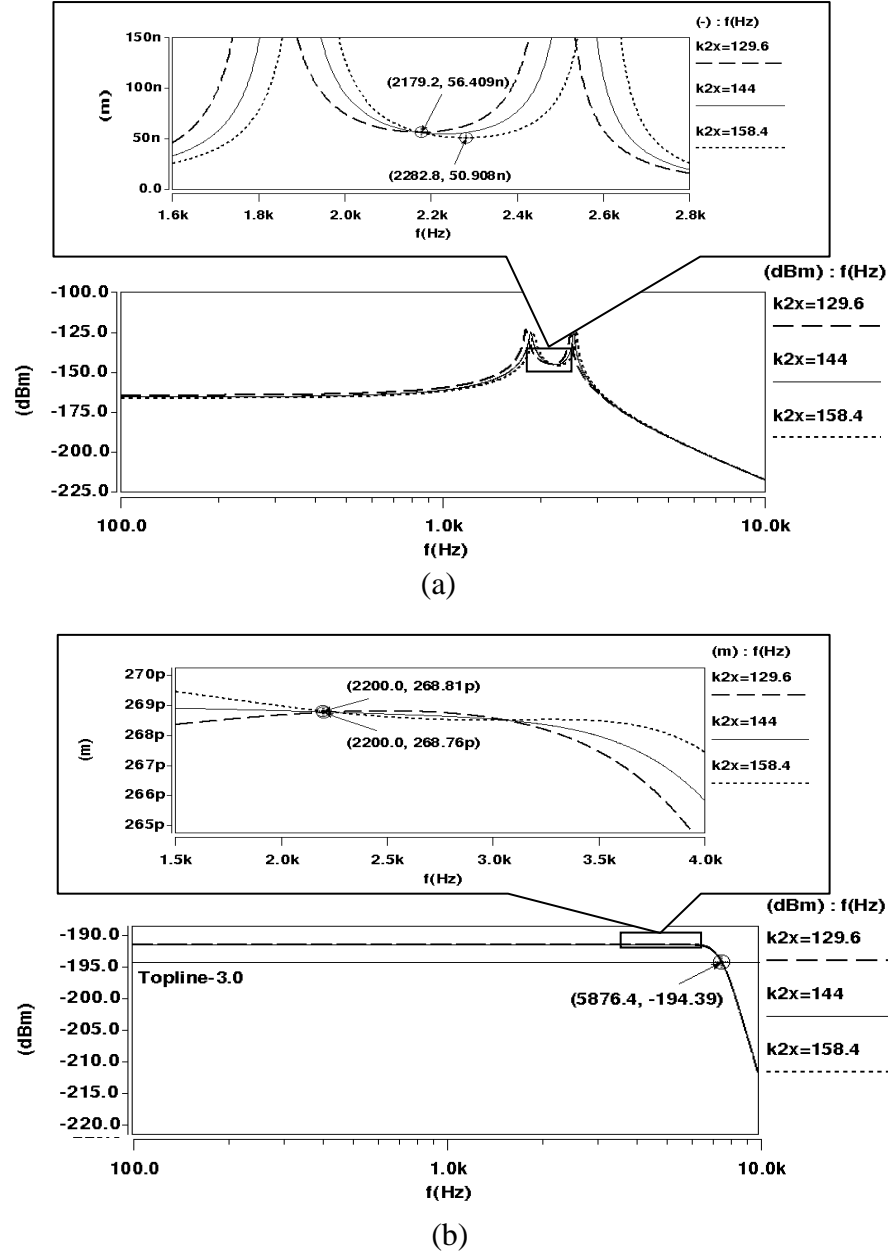 (-) : f(Hz)
k2x=129.6
k2x=144
k2x=158.4
150n
100n
50n
0.0
(m)
(2179.2, 56.409n)
(2282.8, 50.908n)
1.6k 1.8k 2.0k 2.2k 2.4k 2.6k 2.8k
f(Hz)
(dBm) : f(Hz)
k2x=129.6
k2x=144
k2x=158.4
-100.0
-125.0
-150.0
-175.0
-200.0
-225.0
(dBm)
100.0 1.0k 10.0k
f(Hz)
(a)
(m) : f(Hz)
k2x=129.6
k2x=144
k2x=158.4
270p
269p
268p
267p
266p
265p
(m)
(2200.0, 268.81p)
(2200.0, 268.76p)
1.5k 2.0k 2.5k 3.0k 3.5k 4.0k
f(Hz)
(dBm) : f(Hz)
k2x=129.6
k2x=144
k2x=158.4
-190.0
-195.0
-200.0
-205.0
-210.0
-215.0
-220.0
(dBm)
Topline-3.0
(5876.4, -194.39)
100.0 1.0k 10.0k
f(Hz)
(b)